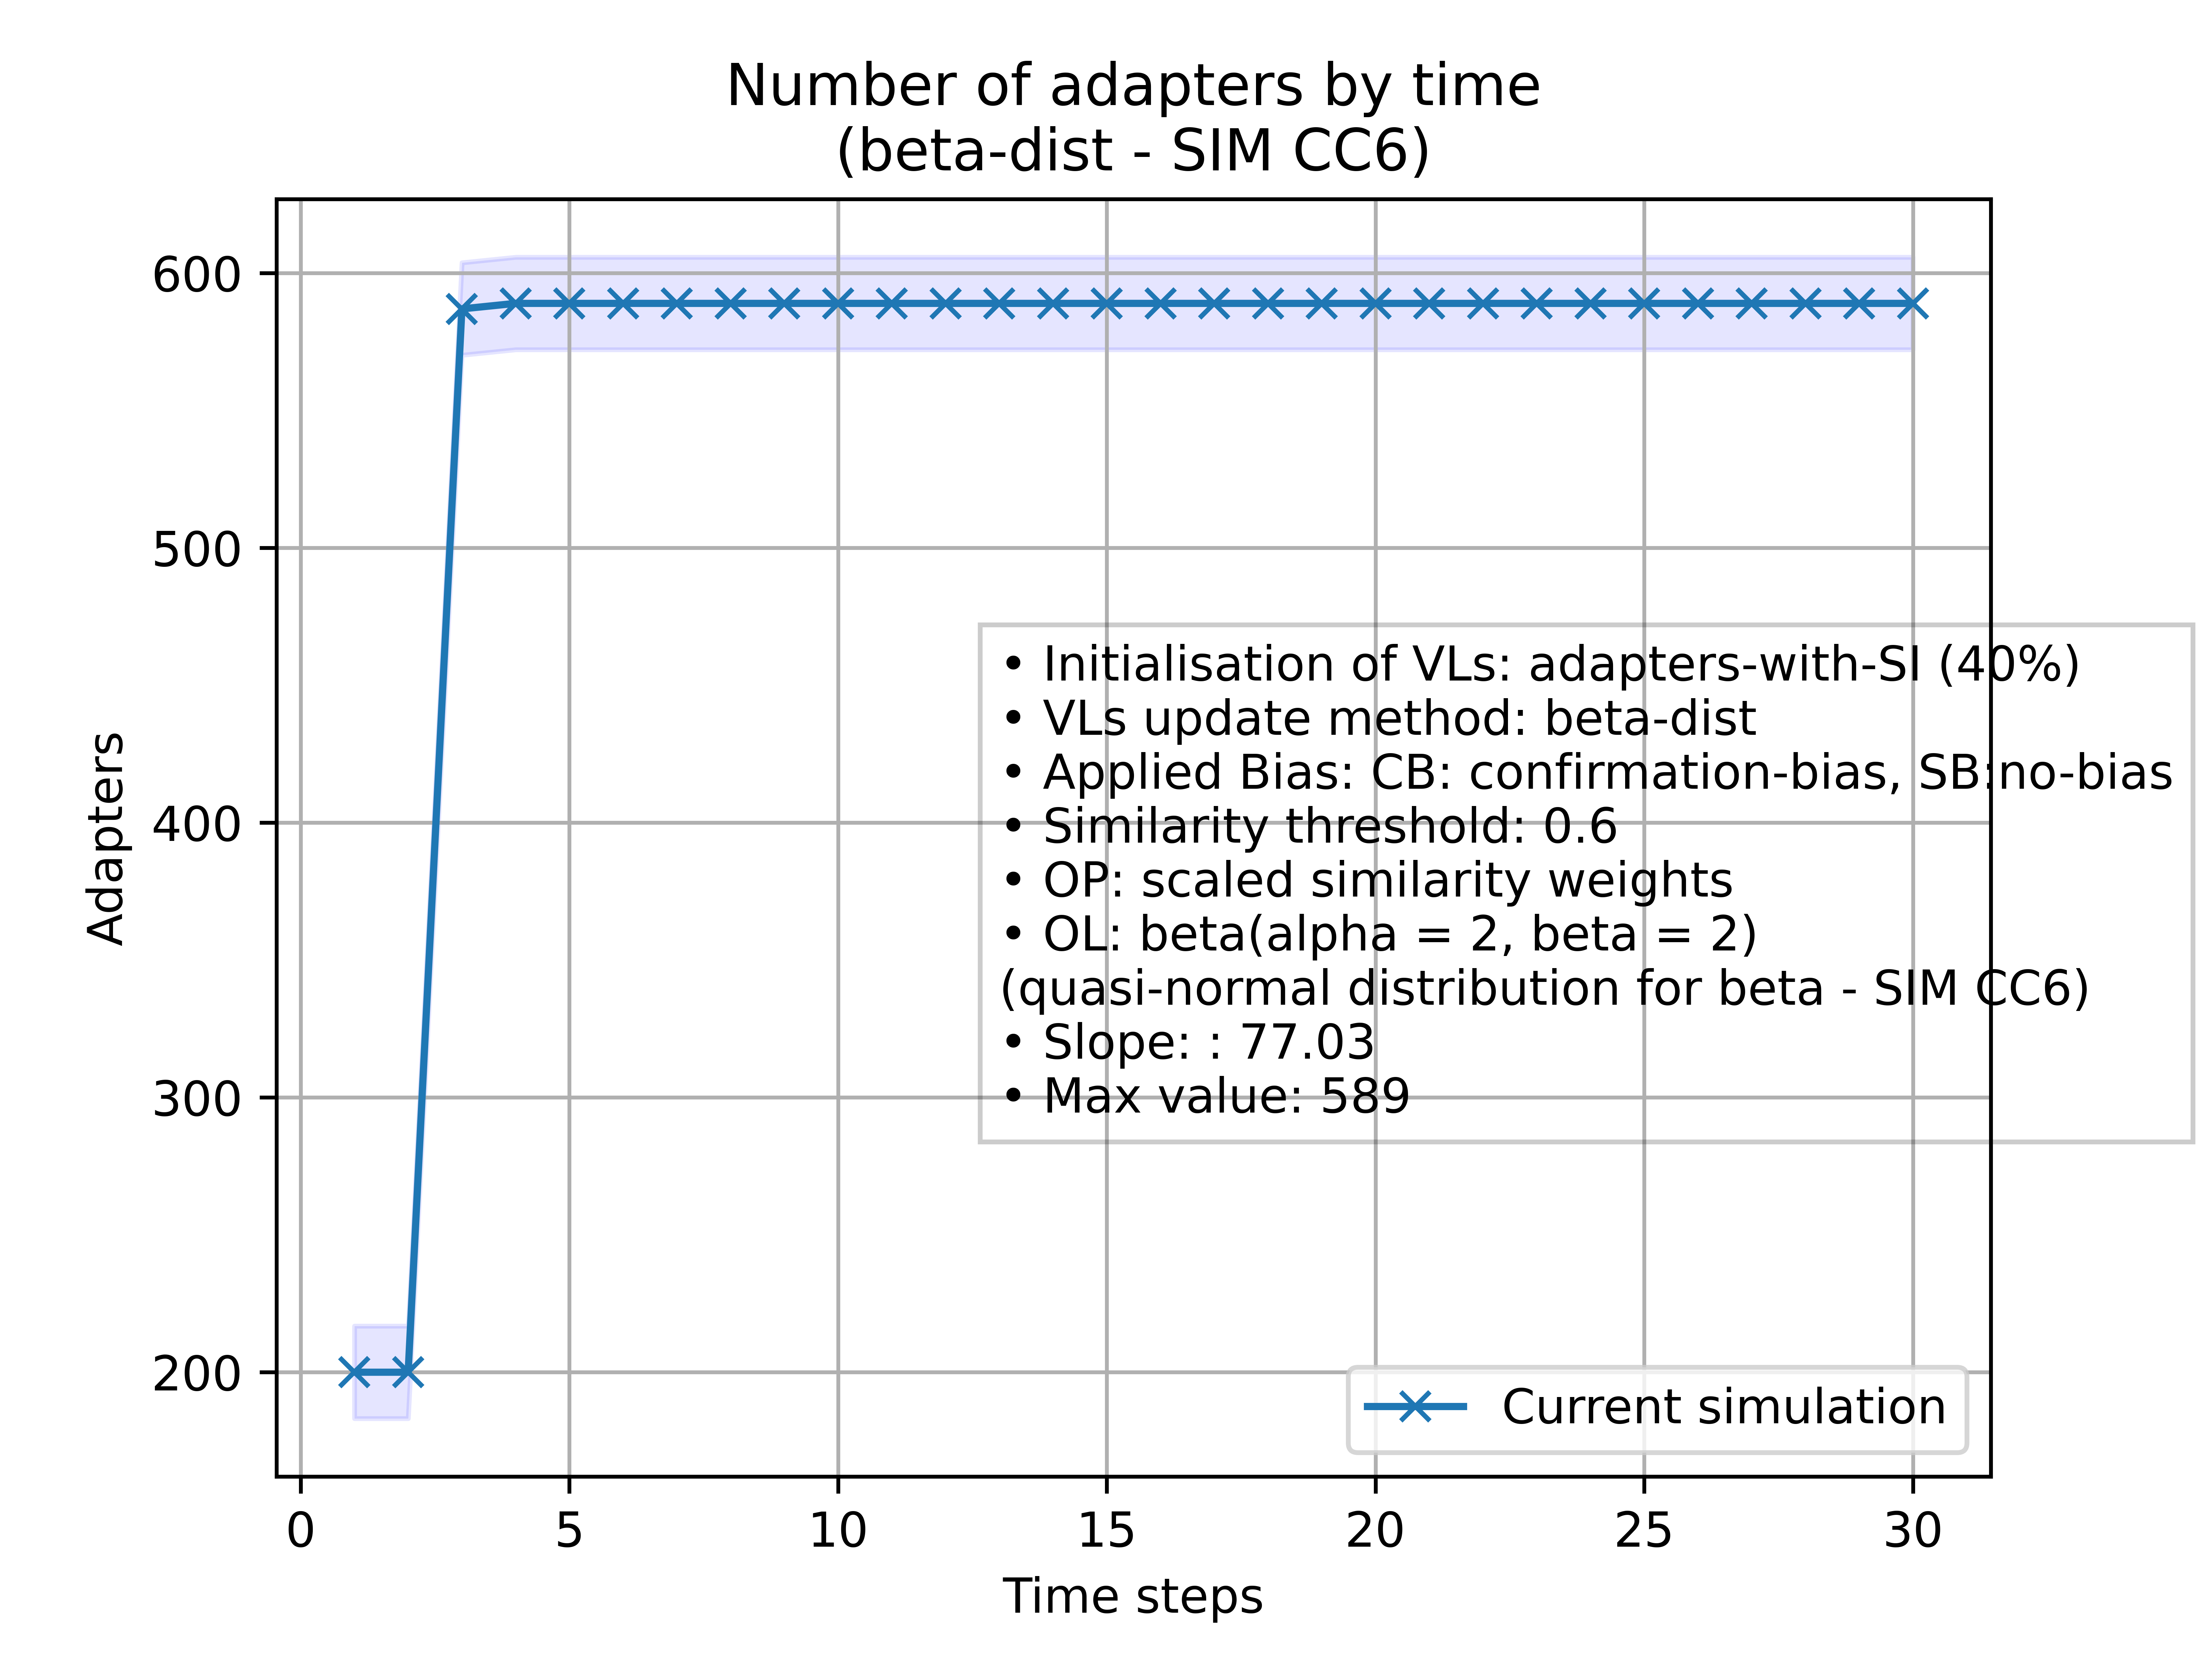 Number of adapters by time
(beta-dist - SIM CC6)
600
500
400
300
200
Adapters
• Initialisation of VLs: adapters-with-SI (40%)
• VLs update method: beta-dist
• Applied Bias: CB: confirmation-bias, SB:no-bias
• Similarity threshold: 0.6
• OP: scaled similarity weights
• OL: beta(alpha = 2, beta = 2)
(quasi-normal distribution for beta - SIM CC6)
• Slope: : 77.03
• Max value: 589
Current simulation
0 5 10 15 20 25 30
Time steps